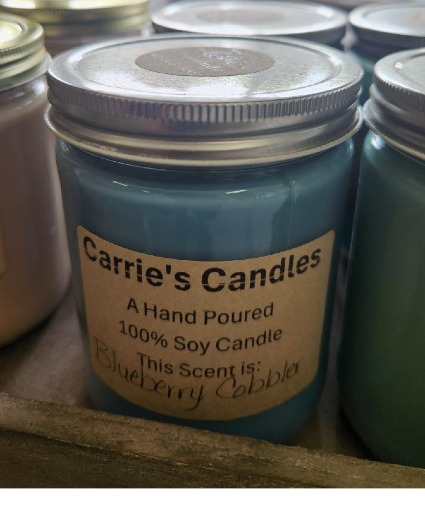 Carrie's Candles
A Hand Poured
100% Soy Candle
This Scent is:
Blueberry Cobbler